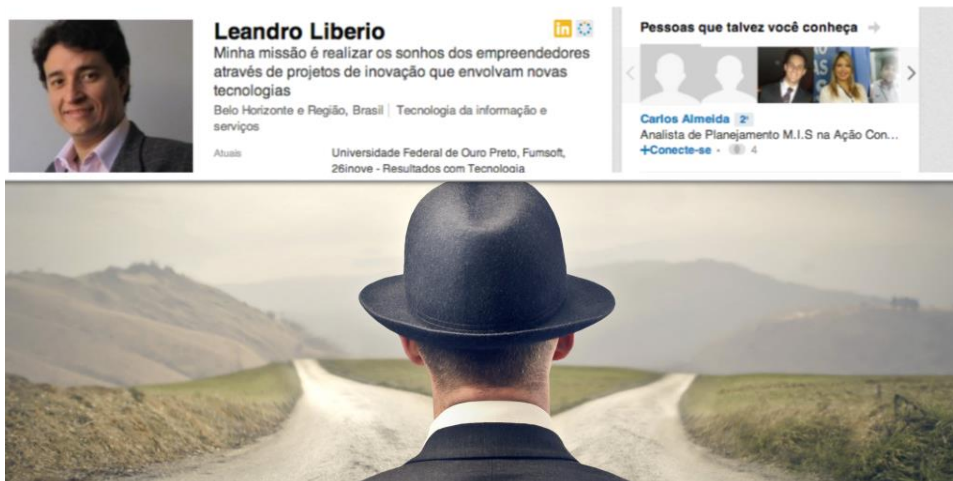 Leandro Liberio
in
Minha missão é realizar os sonhos dos empreendedores
através de projetos de inovação que envolvam novas
tecnologias
Belo Horizonte e Região, Brasil | Tecnologia da informação e
serviços
Atuais Universidade Federal de Ouro Preto, Fumsoft,
26inove - Resultados com Tecnologia
Pessoas que talvez você conheça
Carlos Almeida 2º
Analista de Planejamento M.I.S na Ação Con...
+Conecte-se · 4